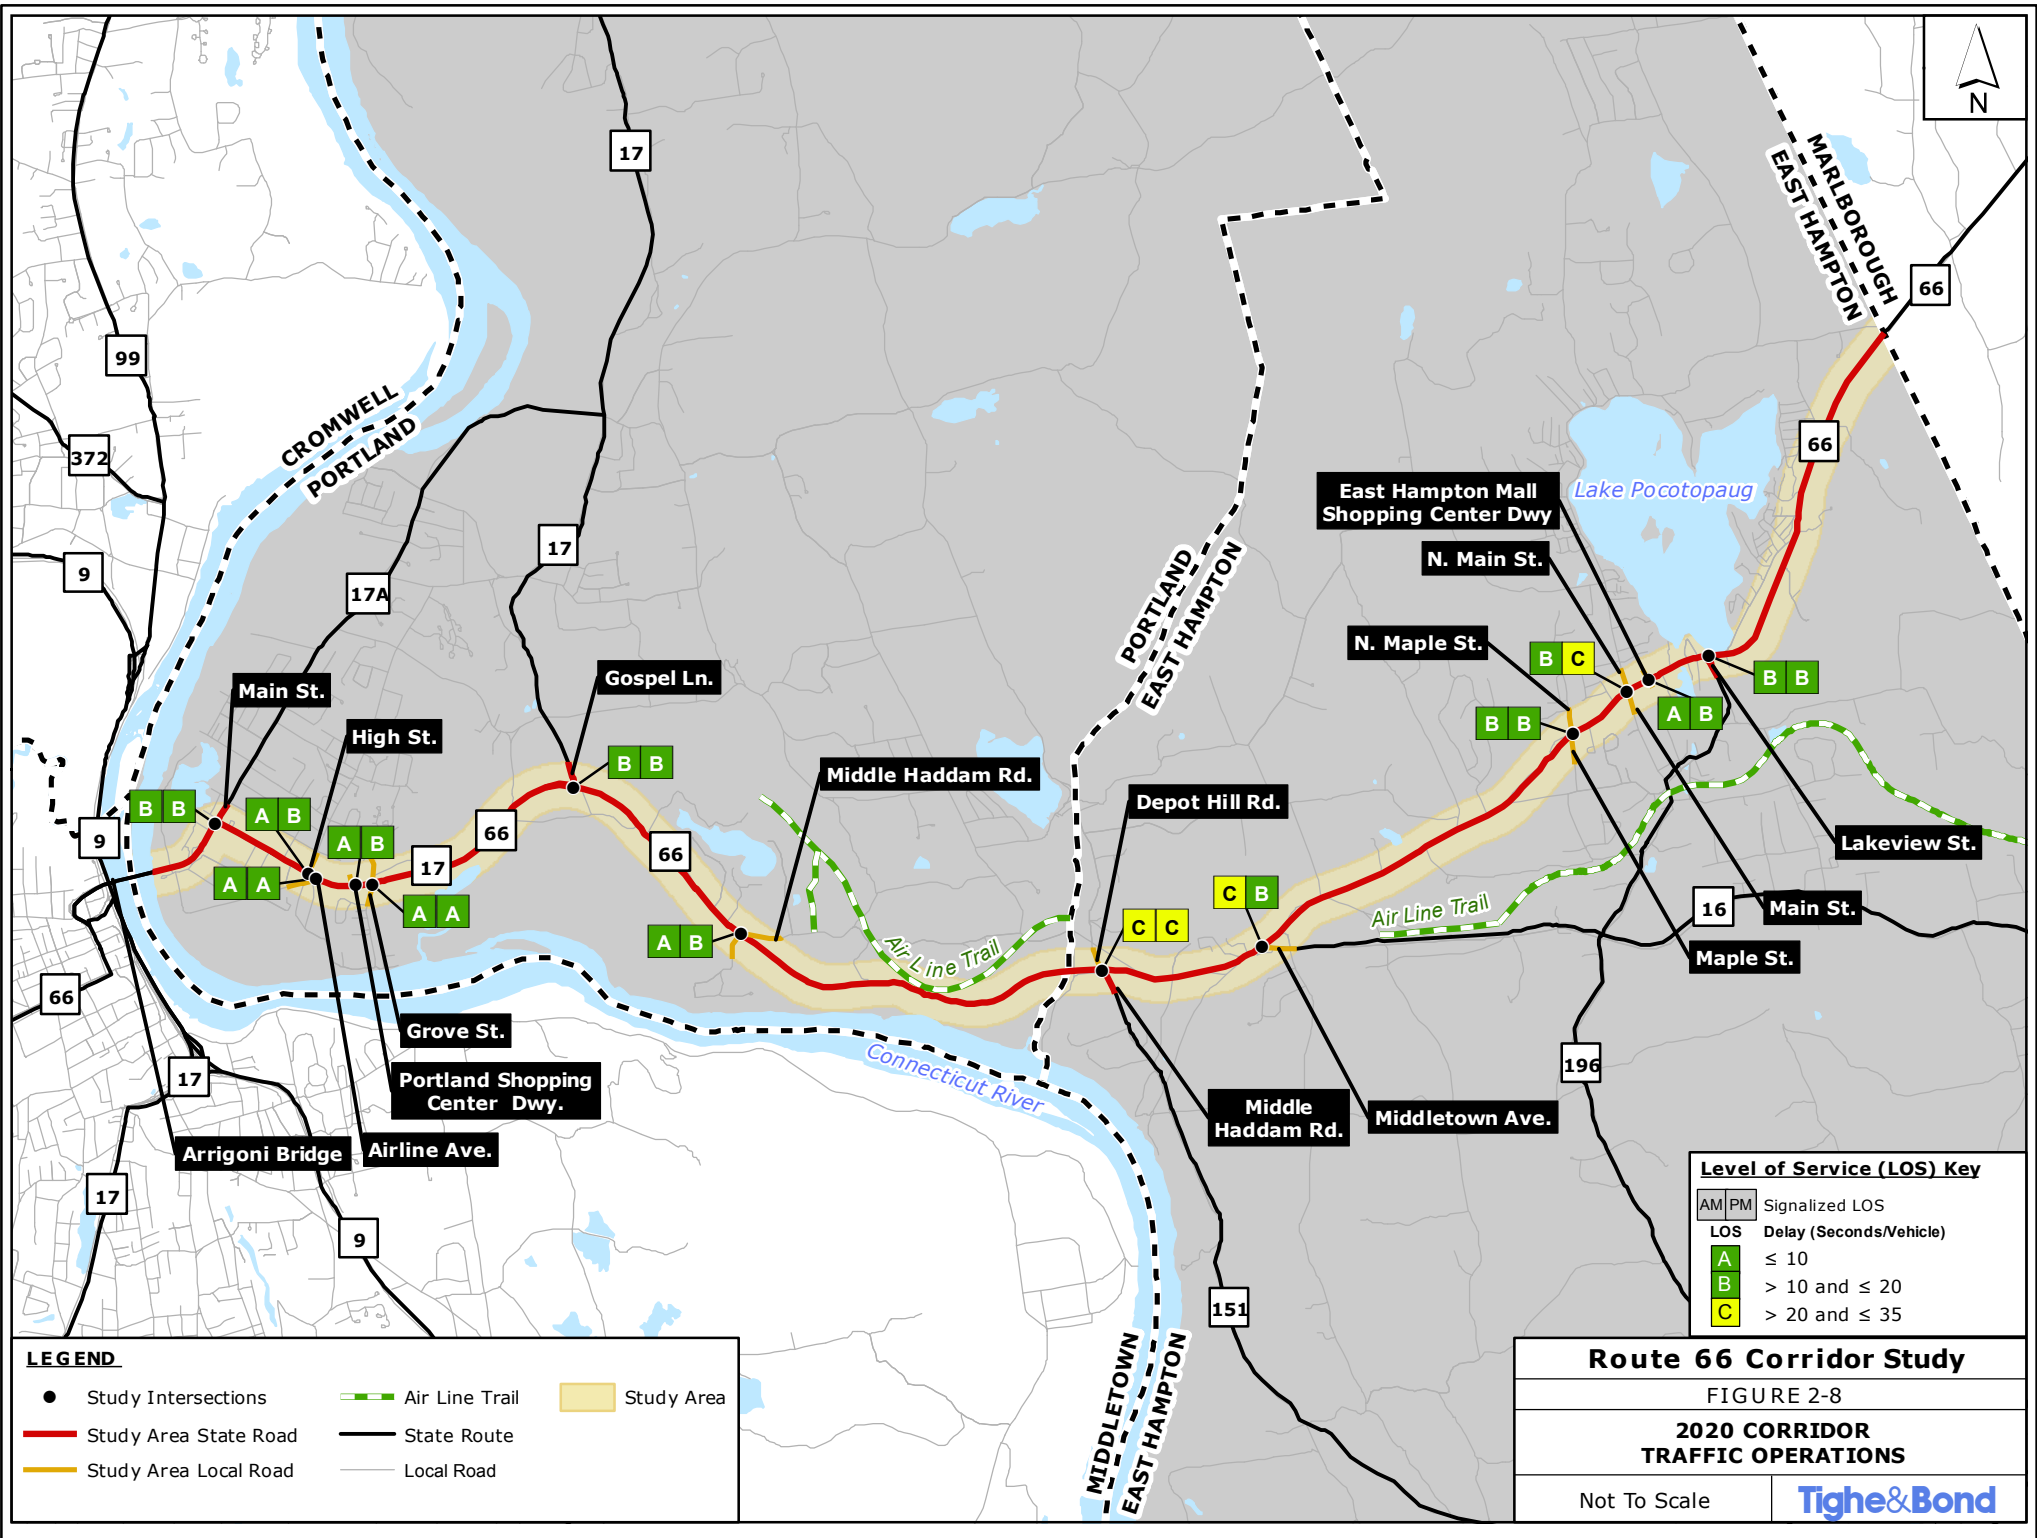 N
MARLBOROUGH
EAST HAMPTON
17
66
99
CROMWELL
PORTLAND
372
66
East Hampton Mall
Shopping Center Dwy
Lake Pocotopaug
17
N. Main St.
9
17A
PORTLAND
EAST HAMPTON
N. Maple St.
B C
Gospel Ln.
B B
Main St.
A B
High St.
B B
B B
Middle Haddam Rd.
Depot Hill Rd.
B B
A B
66
9
A B
66
Lakeview St.
17
A A
C B
16
Main St.
A A
Air Line Trail
C C
A B
Air Line Trail
Maple St.
66
Grove St.
Connecticut River
196
17
Portland Shopping
Center Dwy.
Middle
Haddam Rd.
Middletown Ave.
Arrigoni Bridge
Airline Ave.
17
9
151
MIDDLETOWN
EAST HAMPTON
Level of Service (LOS) Key
AM PM Signalized LOS
LOS Delay (Seconds/Vehicle)
A ≤ 10
B > 10 and ≤ 20
C > 20 and ≤ 35
LEGEND
Study Intersections
Air Line Trail
Study Area
Study Area State Road
State Route
Study Area Local Road
Local Road
Route 66 Corridor Study
FIGURE 2-8
2020 CORRIDOR
TRAFFIC OPERATIONS
Not To Scale
Tighe&Bond